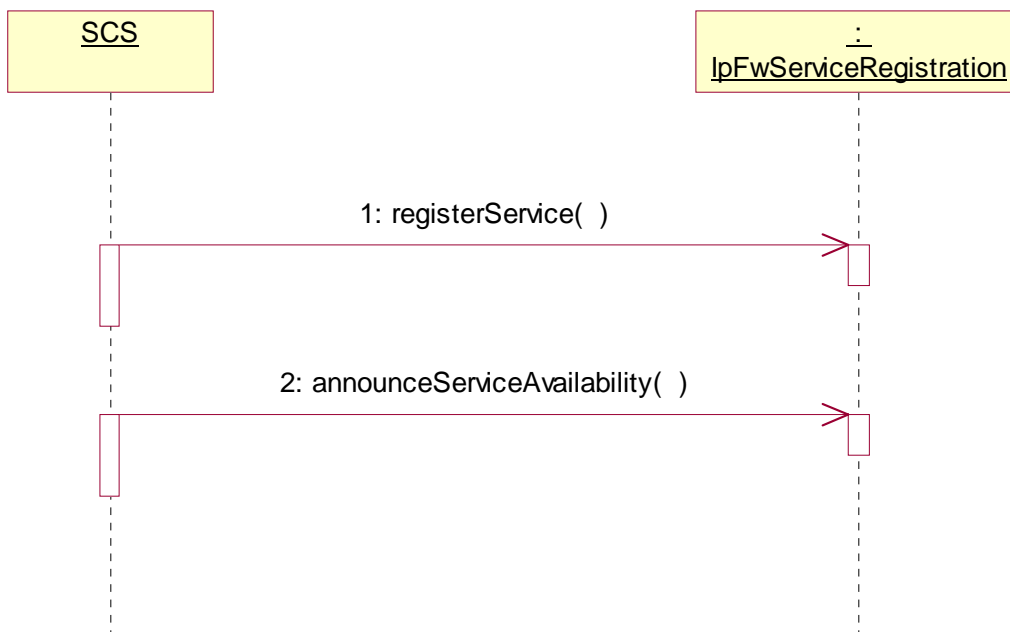 SCS
:
IpFwServiceRegistration
1: registerService( )
2: announceServiceAvailability( )